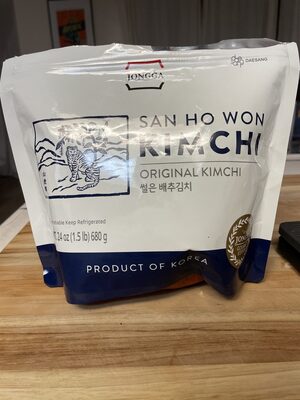 JONGGA
DAESANG
SAN HO WON
KIMCHI
ORIGINAL KIMCHI
썰은 배추김치
Keep Refrigerated
24 oz (1.5 lb) 680 g
PRODUCT OF KOREA